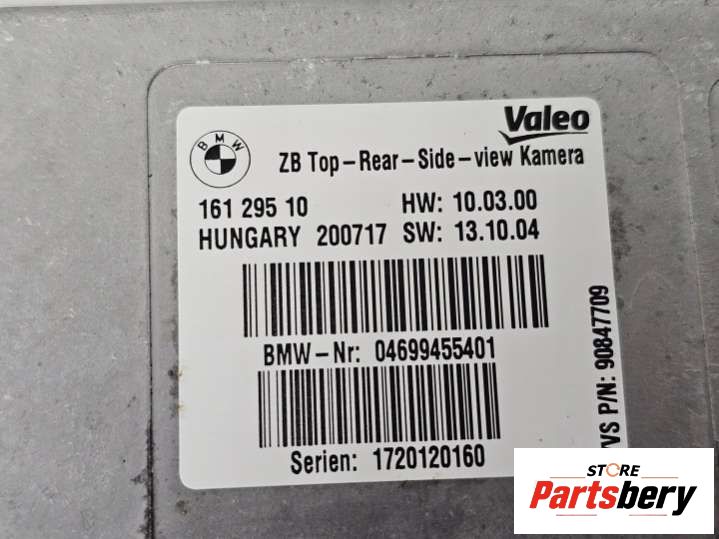 BMW
Valeo
ZB Top-Rear-Side-view Kamera
161 295 10 HW: 10.03.00
HUNGARY 200717 SW: 13.10.04
BMW-Nr: 04699455401
Serien: 1720120160
VS P/N: 90847709
STORE
Partsbery